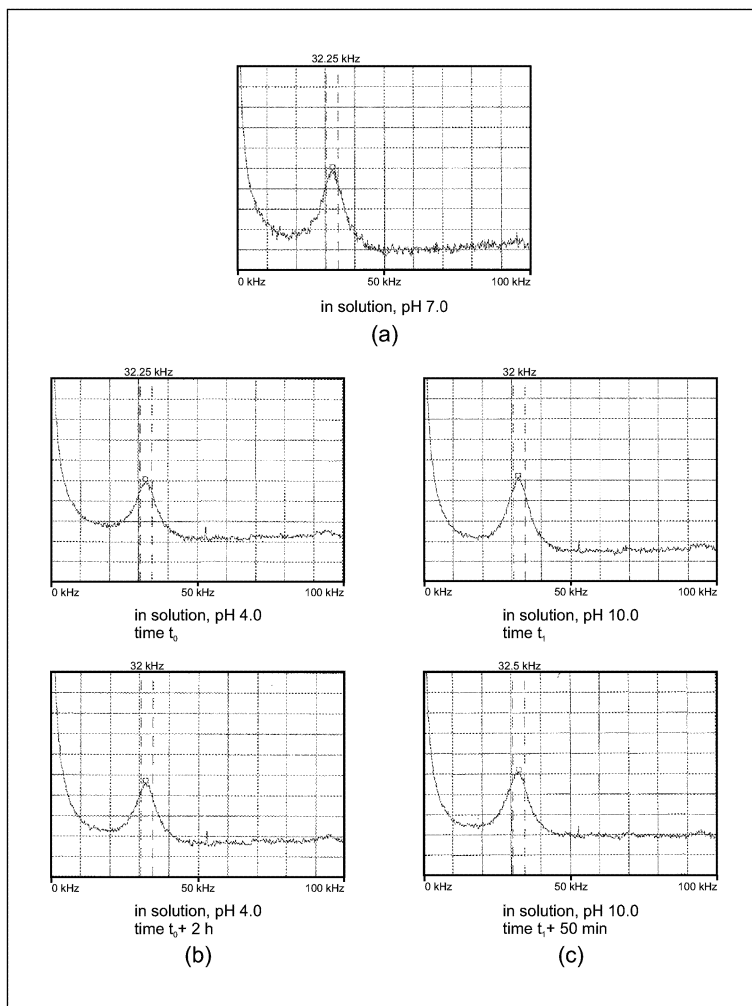 32.25 kHz
0 kHz 50 kHz 100 kHz
in solution, pH 7.0
(a)
32.25 kHz
0 kHz 50 kHz 100 kHz
in solution, pH 4.0
time t₀
32 kHz
0 kHz 50 kHz 100 kHz
in solution, pH 4.0
time t₀+ 2 h
(b)
32 kHz
0 kHz 50 kHz 100 kHz
in solution, pH 10.0
time t₁
32.5 kHz
0 kHz 50 kHz 100 kHz
in solution, pH 10.0
time t₁+ 50 min
(c)